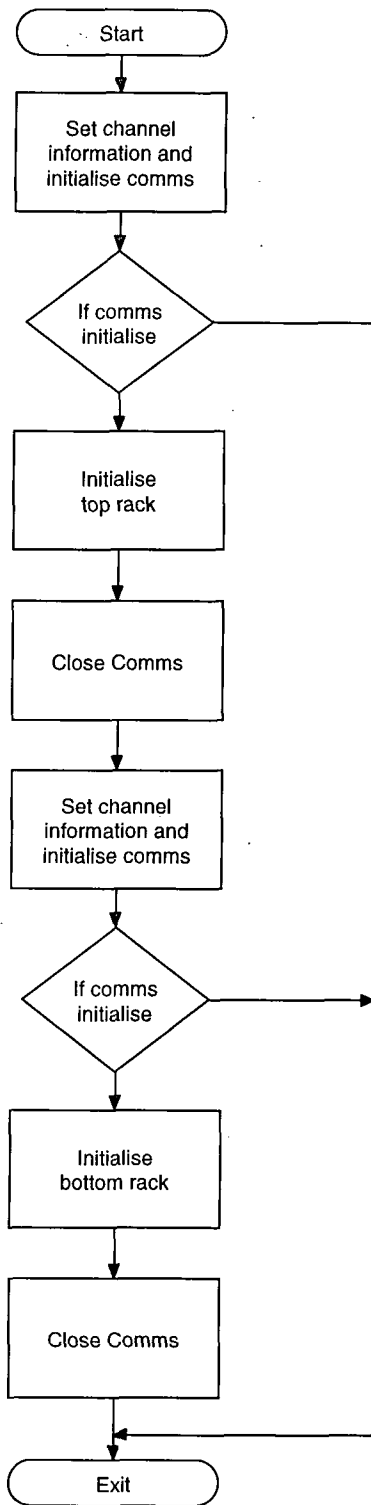 Start
Set channel
information and
initialise comms
If comms
initialise
Initialise
top rack
Close Comms
Set channel
information and
initialise comms
If comms
initialise
Initialise
bottom rack
Close Comms
Exit